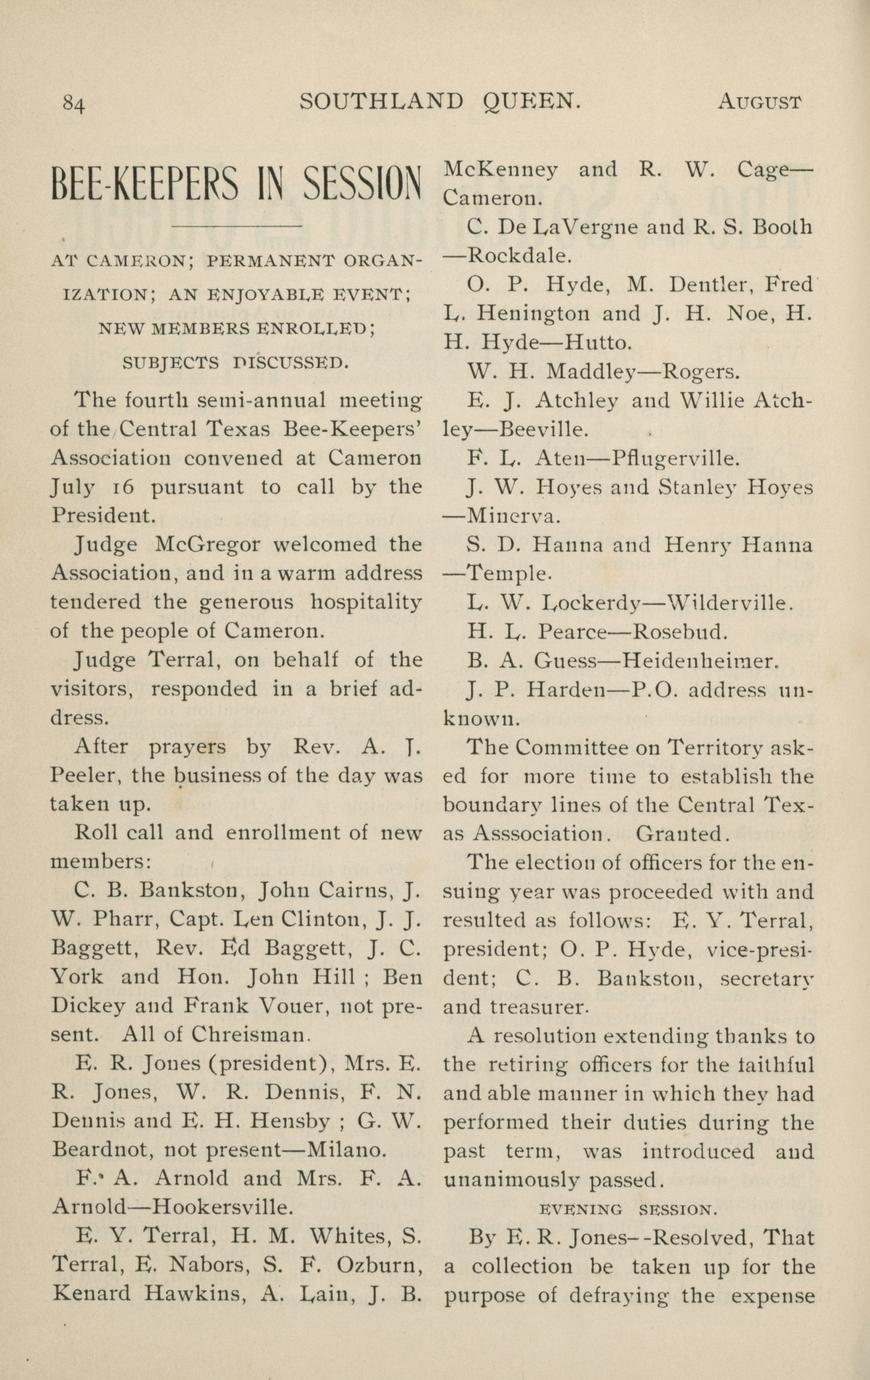 84 SOUTHLAND QUEEN. AUGUST
BEE-KEEPERS IN SESSION
AT CAMERON; PERMANENT ORGAN-
IZATION; AN ENJOYABLE EVENT;
NEW MEMBERS ENROLLED;
SUBJECTS DISCUSSED.
The fourth semi-annual meeting
of the Central Texas Bee-Keepers'
Association convened at Cameron
July 16 pursuant to call by the
President.
Judge McGregor welcomed the
Association, and in a warm address
tendered the generous hospitality
of the people of Cameron.
Judge Terral, on behalf of the
visitors, responded in a brief ad-
dress.
After prayers by Rev. A. J.
Peeler, the business of the day was
taken up.
Roll call and enrollment of new
members:
C. B. Bankston, John Cairns, J.
W. Pharr, Capt. Len Clinton, J. J.
Baggett, Rev. Ed Baggett, J. C.
York and Hon. John Hill ; Ben
Dickey and Frank Vouer, not pre-
sent. All of Chreisman.
E. R. Jones (president), Mrs. E.
R. Jones, W. R. Dennis, F. N.
Dennis and E. H. Hensby ; G. W.
Beardnot, not present—Milano.
F. A. Arnold and Mrs. F. A.
Arnold—Hookersville.
E. Y. Terral, H. M. Whites, S.
Terral, E. Nabors, S. F. Ozburn,
Kenard Hawkins, A. Lain, J. B.
McKenney and R. W. Cage—
Cameron.
C. De LaVergne and R. S. Booth
—Rockdale.
O. P. Hyde, M. Dentler, Fred
L. Henington and J. H. Noe, H.
H. Hyde—Hutto.
W. H. Maddley—Rogers.
E. J. Atchley and Willie Atch-
ley—Beeville.
F. L. Aten—Pflugerville.
J. W. Hoyes and Stanley Hoyes
—Minerva.
S. D. Hanna and Henry Hanna
—Temple.
L. W. Lockerdy—Wilderville.
H. L. Pearce—Rosebud.
B. A. Guess—Heidenheimer.
J. P. Harden—P.O. address un-
known.
The Committee on Territory ask-
ed for more time to establish the
boundary lines of the Central Tex-
as Asssociation. Granted.
The election of officers for the en-
suing year was proceeded with and
resulted as follows: E. Y. Terral,
president; O. P. Hyde, vice-presi-
dent; C. B. Bankston, secretary
and treasurer.
A resolution extending thanks to
the retiring officers for the faithful
and able manner in which they had
performed their duties during the
past term, was introduced and
unanimously passed.
EVENING SESSION.
By E. R. Jones--Resolved, That
a collection be taken up for the
purpose of defraying the expense